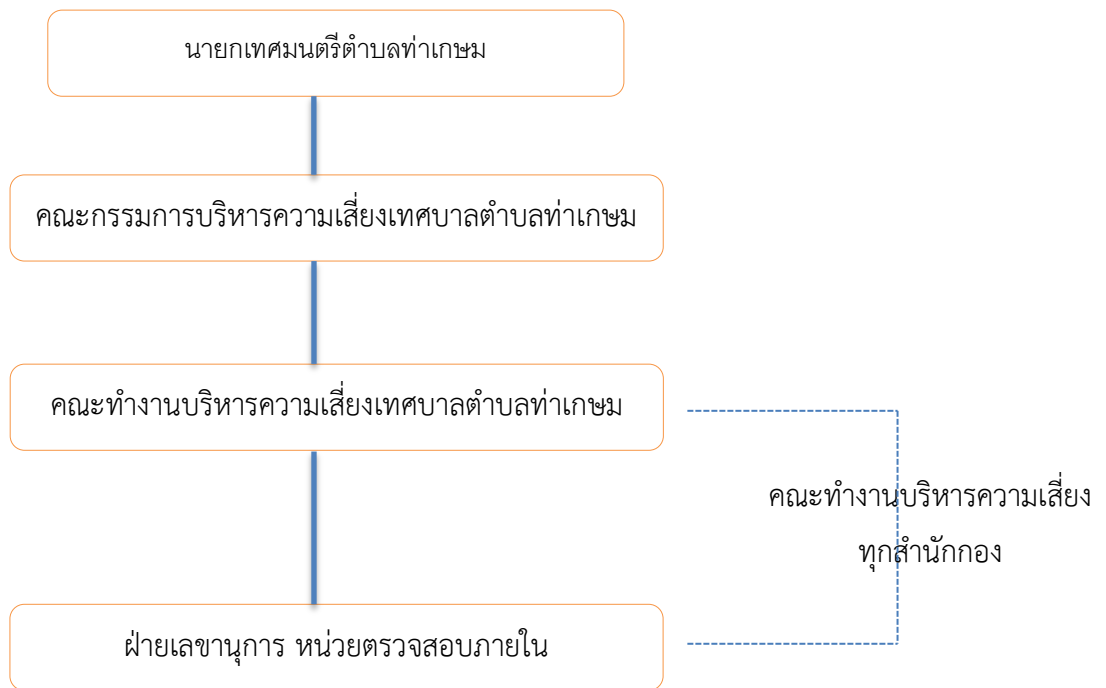 นายกเทศมนตรีตำบลท่าเกษม
คณะกรรมการบริหารความเสี่ยงเทศบาลตำบลท่าเกษม
คณะทำงานบริหารความเสี่ยงเทศบาลตำบลท่าเกษม
คณะทำงานบริหารความเสี่ยง
ทุกสำนักกอง
ฝ่ายเลขานุการ หน่วยตรวจสอบภายใน